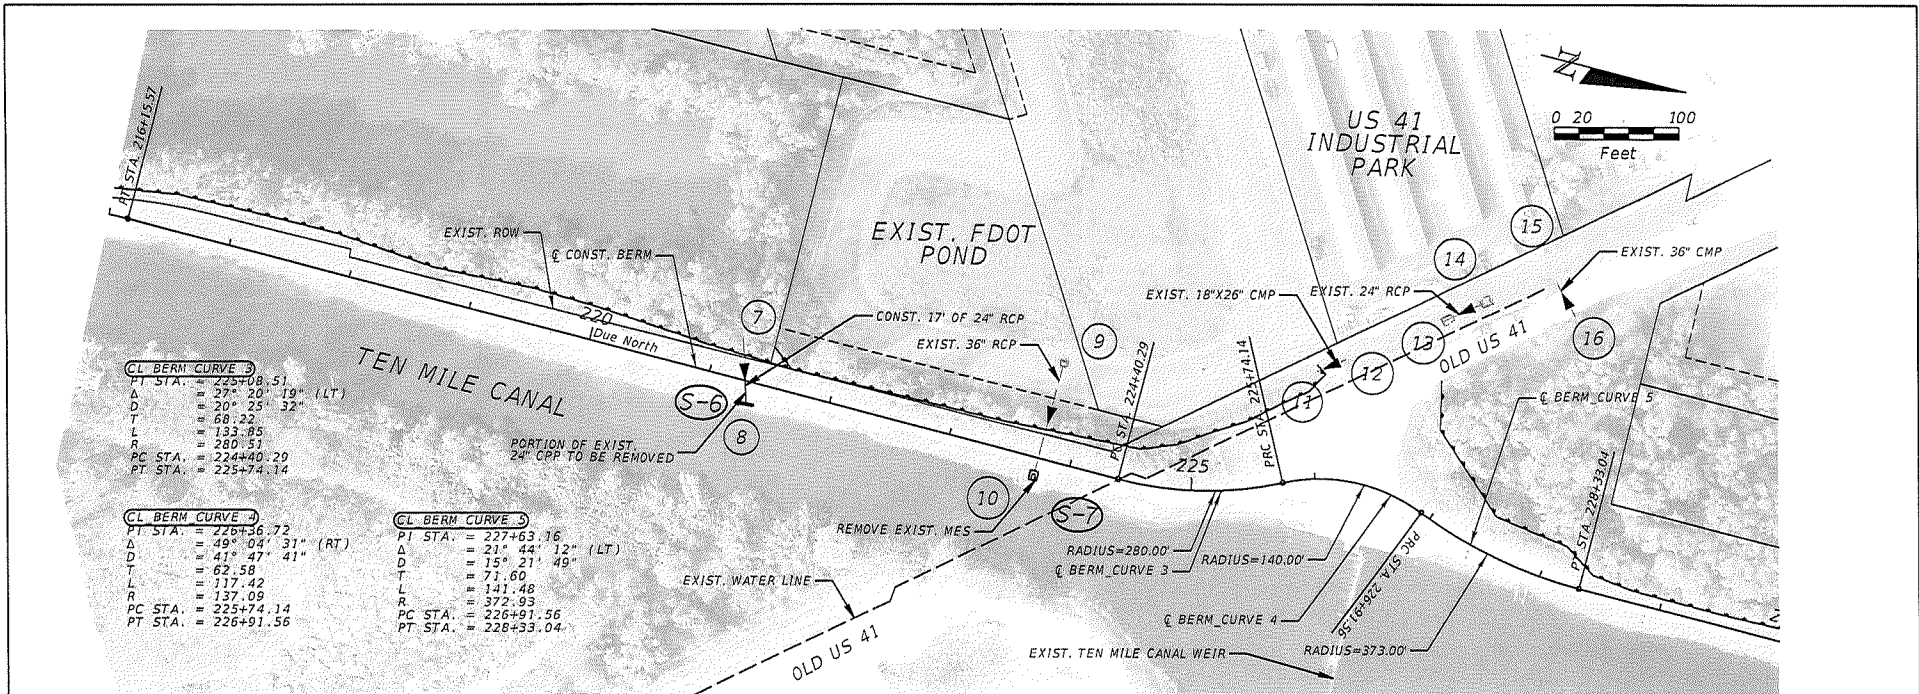 PT STA. 216+15.57
EXIST. ROW
℄ CONST. BERM
220
Due North
TEN MILE CANAL
EXIST. FDOT
POND
US 41
INDUSTRIAL
PARK
N
0 20 100
Feet
7
CONST. 17' OF 24" RCP
EXIST. 36" RCP
9
EXIST. 18"X26" CMP
EXIST. 24" RCP
14
15
EXIST. 36" CMP
16
13
12
11
OLD US 41
S-6
8
PORTION OF EXIST.
24" CPP TO BE REMOVED
10
REMOVE EXIST. MES
S-7
PC STA. 224+40.29
225
PRC STA. 225+74.14
RADIUS=280.00'
℄ BERM_CURVE 3
RADIUS=140.00'
℄ BERM_CURVE 4
PRC STA. 226+91.56
RADIUS=373.00'
℄ BERM_CURVE 5
PT STA. 228+33.04
EXIST. TEN MILE CANAL WEIR
EXIST. WATER LINE
OLD US 41
CL BERM CURVE 3
PI STA. = 225+08.51
Δ = 27° 20' 19" (LT)
D = 20° 25' 32"
T = 68.22
L = 133.85
R = 280.51
PC STA. = 224+40.29
PT STA. = 225+74.14
CL BERM CURVE 4
PI STA. = 226+36.72
Δ = 49° 04' 31" (RT)
D = 41° 47' 41"
T = 62.58
L = 117.42
R = 137.09
PC STA. = 225+74.14
PT STA. = 226+91.56
CL BERM CURVE 5
PI STA. = 227+63.16
Δ = 21° 44' 12" (LT)
D = 15° 21' 49"
T = 71.60
L = 141.48
R = 372.93
PC STA. = 226+91.56
PT STA. = 228+33.04